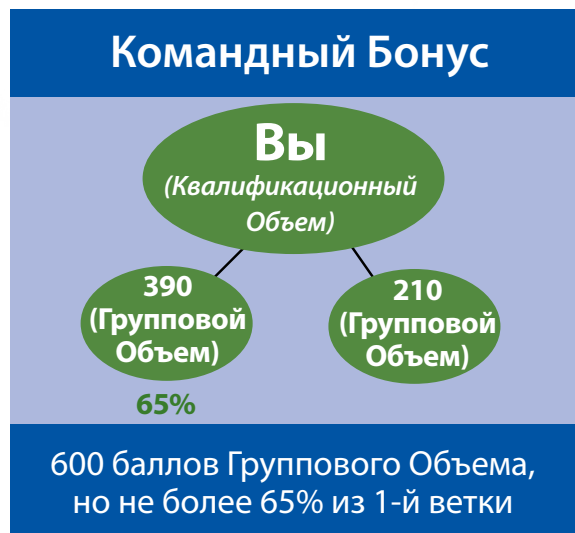 Командный Бонус
Вы
(Квалификационный
Объем)
390
(Групповой
Объем)
210
(Групповой
Объем)
65%
600 баллов Группового Объема,
но не более 65% из 1-й ветки